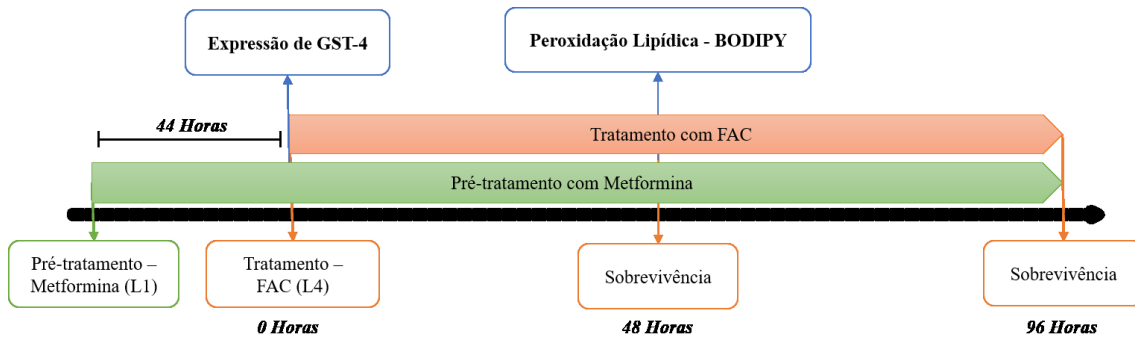 Expressão de GST-4
Peroxidação Lipídica - BODIPY
44 Horas
Tratamento com FAC
Pré-tratamento com Metformina
Pré-tratamento –
Metformina (L1)
Tratamento –
FAC (L4)
Sobrevivência
Sobrevivência
0 Horas
48 Horas
96 Horas